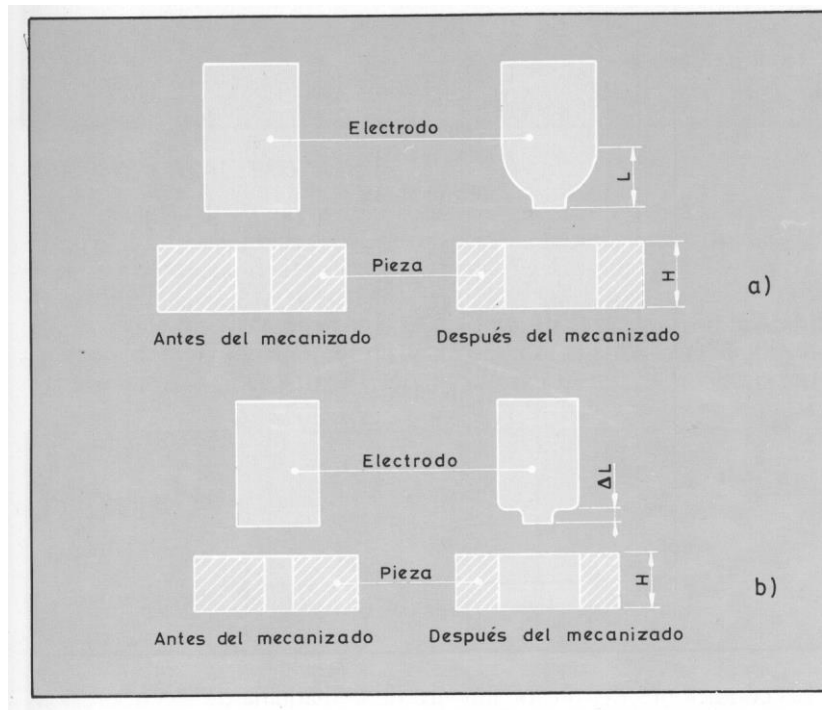 Electrodo
L
Pieza
H
a)
Antes del mecanizado
Después del mecanizado
Electrodo
ΔL
Pieza
H
b)
Antes del mecanizado
Después del mecanizado